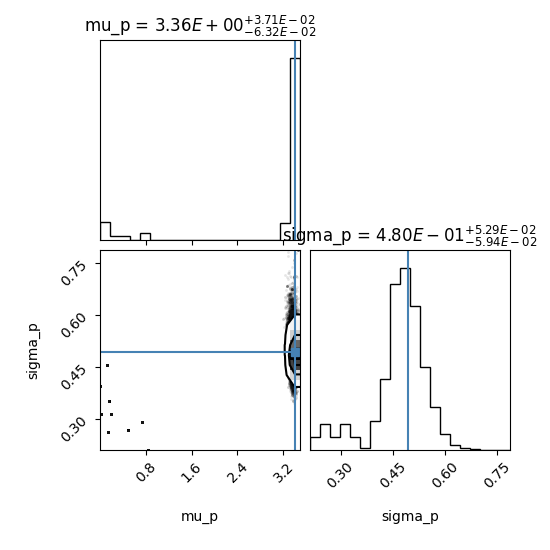 mu_p = 3.36E + 00 +3.71E − 02 −6.32E − 02
sigma_p = 4.80E − 01 +5.29E − 02 −5.94E − 02
0.75
0.60
0.45
0.30
sigma_p
0.8 1.6 2.4 3.2
mu_p
0.30 0.45 0.60 0.75
sigma_p